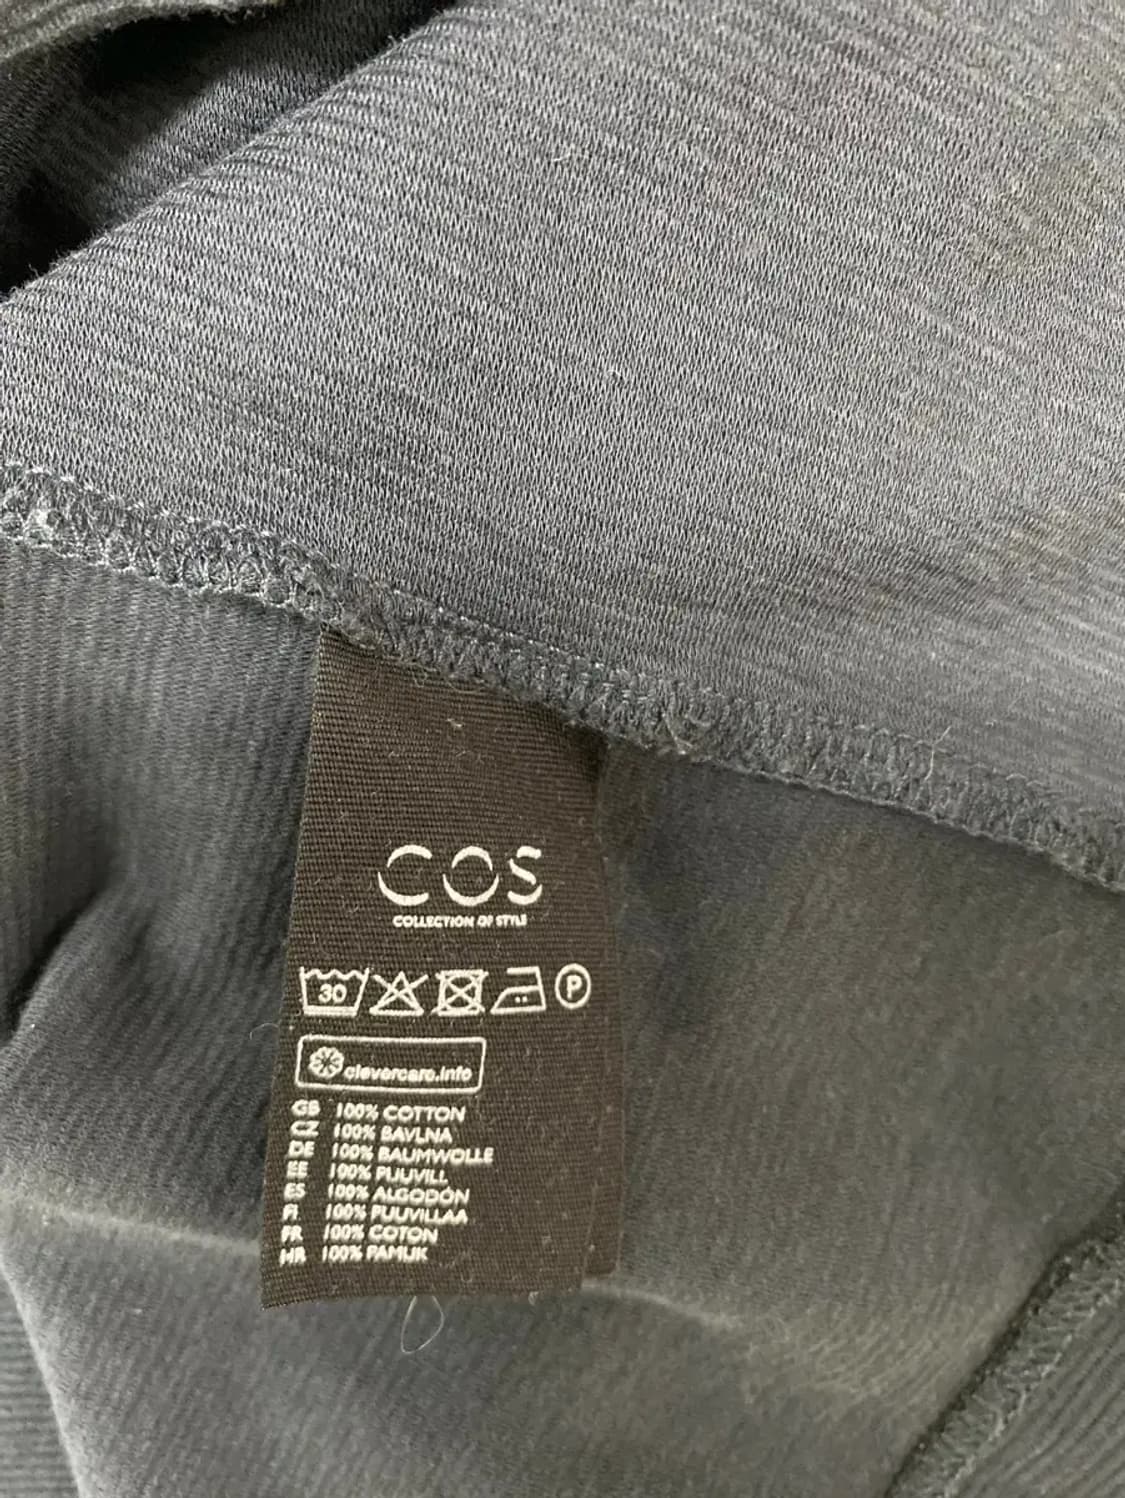 COS
COLLECTION OF STYLE
30 P
clevercare.info
GB 100% COTTON
CZ 100% BAVLNA
DE 100% BAUMWOLLE
EE 100% PUUVILL
ES 100% ALGODÓN
FI 100% PUUVILLAA
FR 100% COTON
HR 100% PAMUK